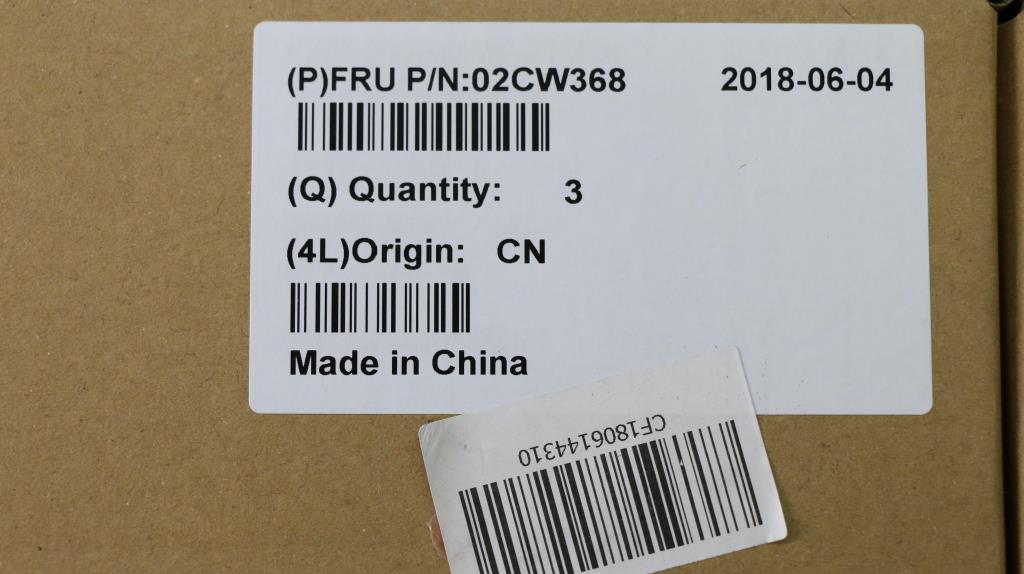 (P)FRU P/N:02CW368 2018-06-04
(Q) Quantity: 3
(4L)Origin: CN
Made in China
CF1806144310